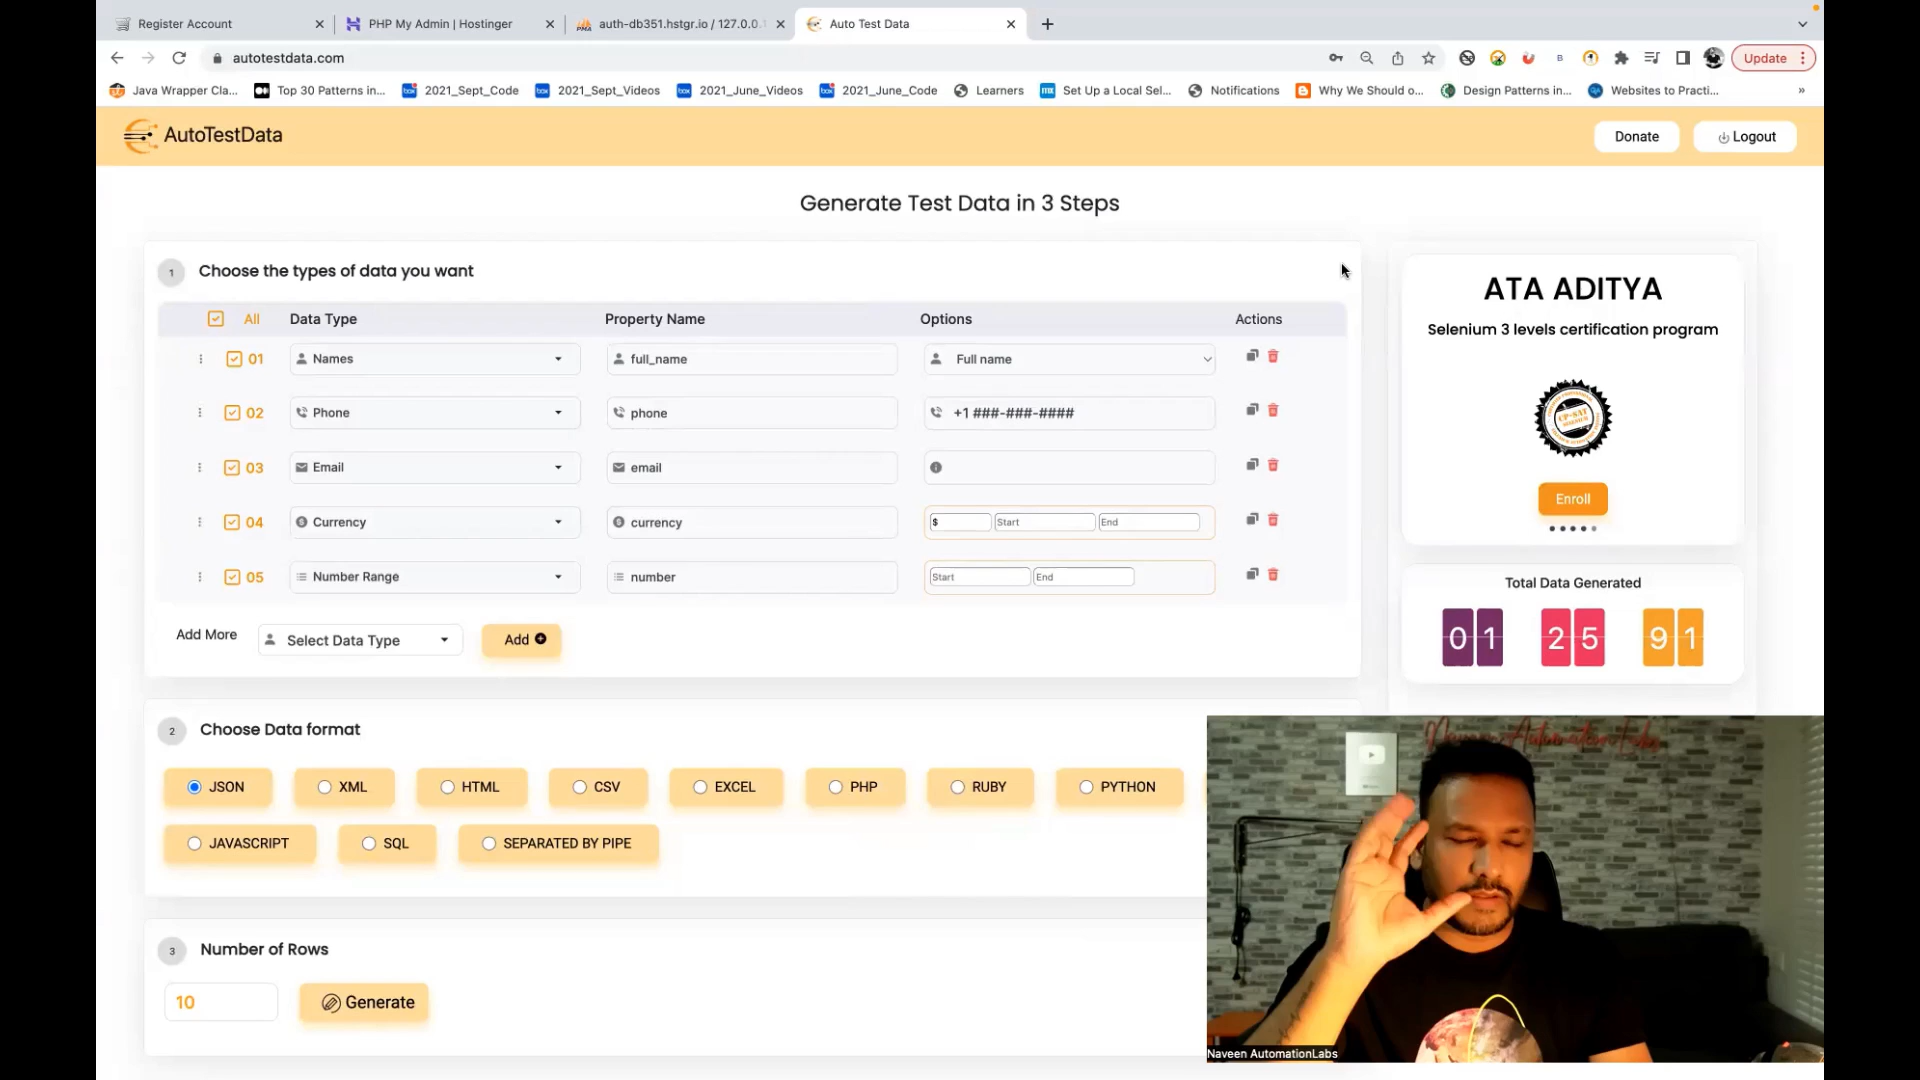 Register Account
PHP My Admin | Hostinger
auth-db351.hstgr.io / 127.0.0.1
Auto Test Data
autotestdata.com
Update
Java Wrapper Cla...
Top 30 Patterns in...
2021_Sept_Code
2021_Sept_Videos
2021_June_Videos
2021_June_Code
Learners
Set Up a Local Sel...
Notifications
Why We Should o...
Design Patterns in...
Websites to Practi...
»
AutoTestData
Donate
Logout
Generate Test Data in 3 Steps
1 Choose the types of data you want
All Data Type Property Name Options Actions
01 Names full_name Full name
02 Phone phone +1 ###-###-####
03 Email email
04 Currency currency $ Start End
05 Number Range number Start End
Add More Select Data Type Add
ATA ADITYA
Selenium 3 levels certification program
CP-SAT
Enroll
Total Data Generated
01 25 91
2 Choose Data format
JSON XML HTML CSV EXCEL PHP RUBY PYTHON
JAVASCRIPT SQL SEPARATED BY PIPE
3 Number of Rows
10 Generate
Naveen AutomationLabs
Naveen AutomationLabs